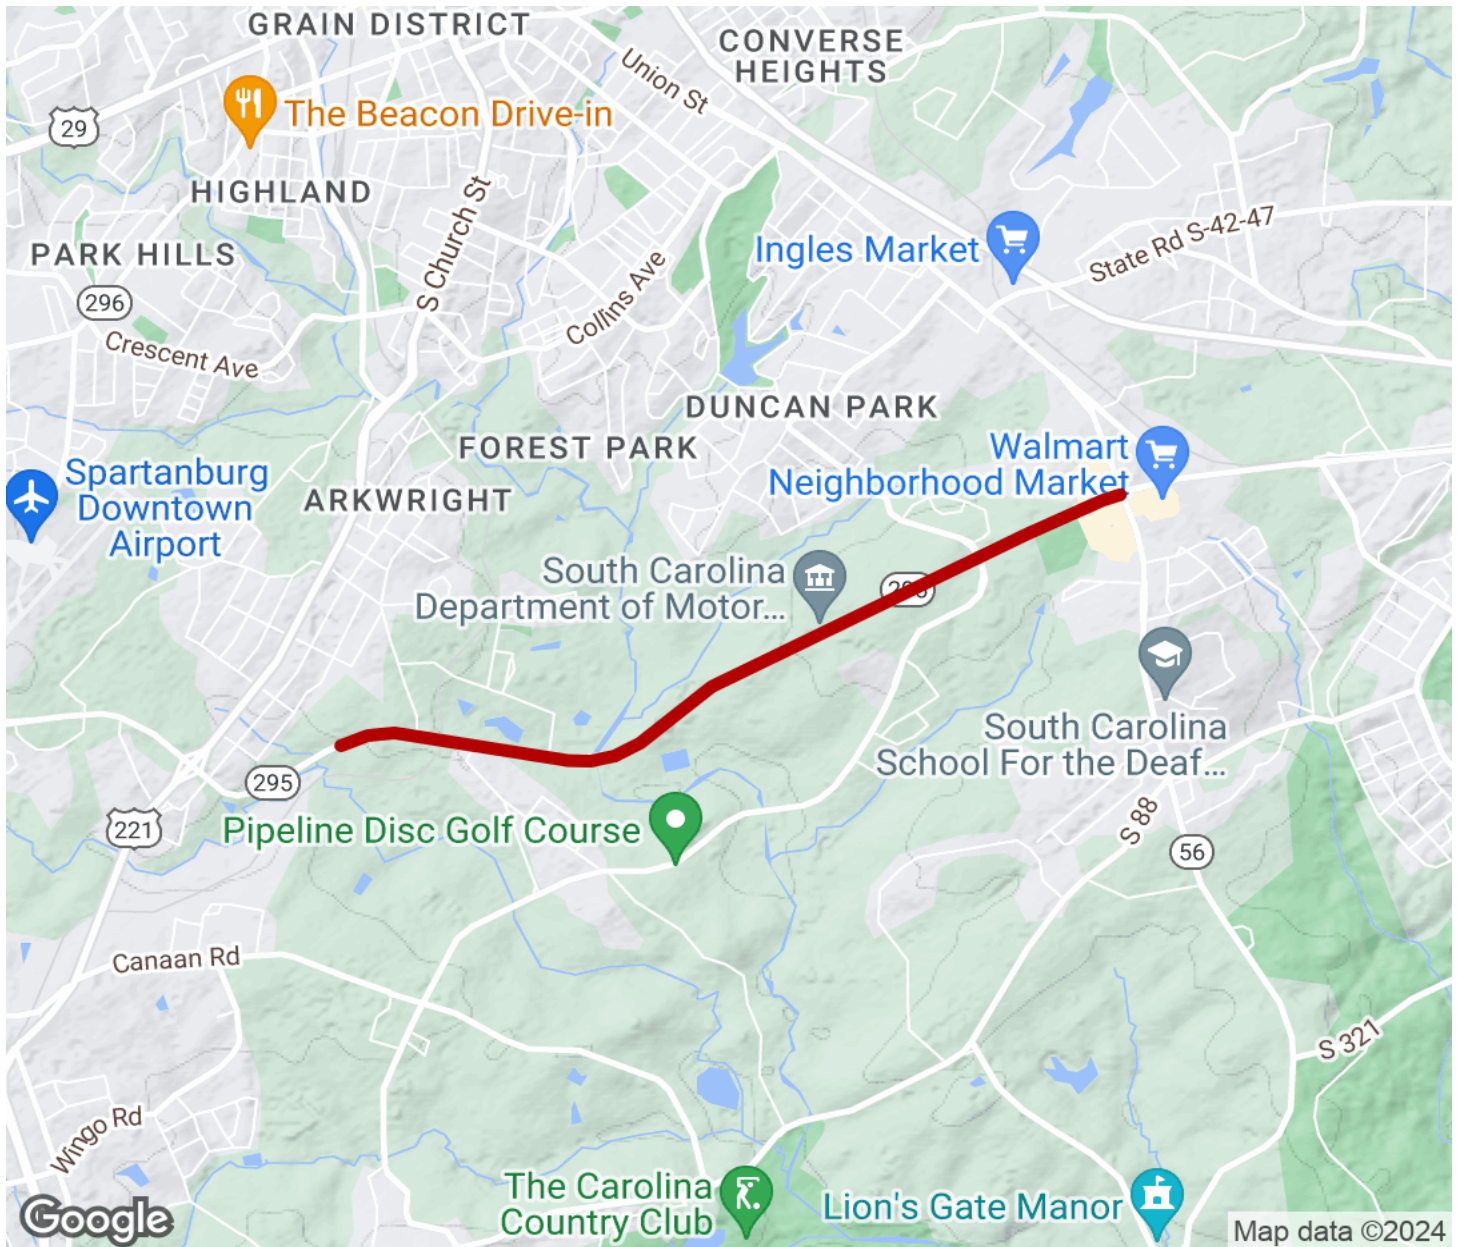 GRAIN DISTRICT
CONVERSE
HEIGHTS
Union St
29
The Beacon Drive-in
HIGHLAND
S Church St
PARK HILLS
Ingles Market
State Rd S-42-47
296
Collins Ave
Crescent Ave
DUNCAN PARK
FOREST PARK
Walmart
Neighborhood Market
Spartanburg
Downtown
Airport
ARKWRIGHT
South Carolina
Department of Motor...
South Carolina
School For the Deaf...
295
221
Pipeline Disc Golf Course
S 88
56
Canaan Rd
S 321
Wingo Rd
The Carolina
Country Club
Lion's Gate Manor
Google
Map data ©2024